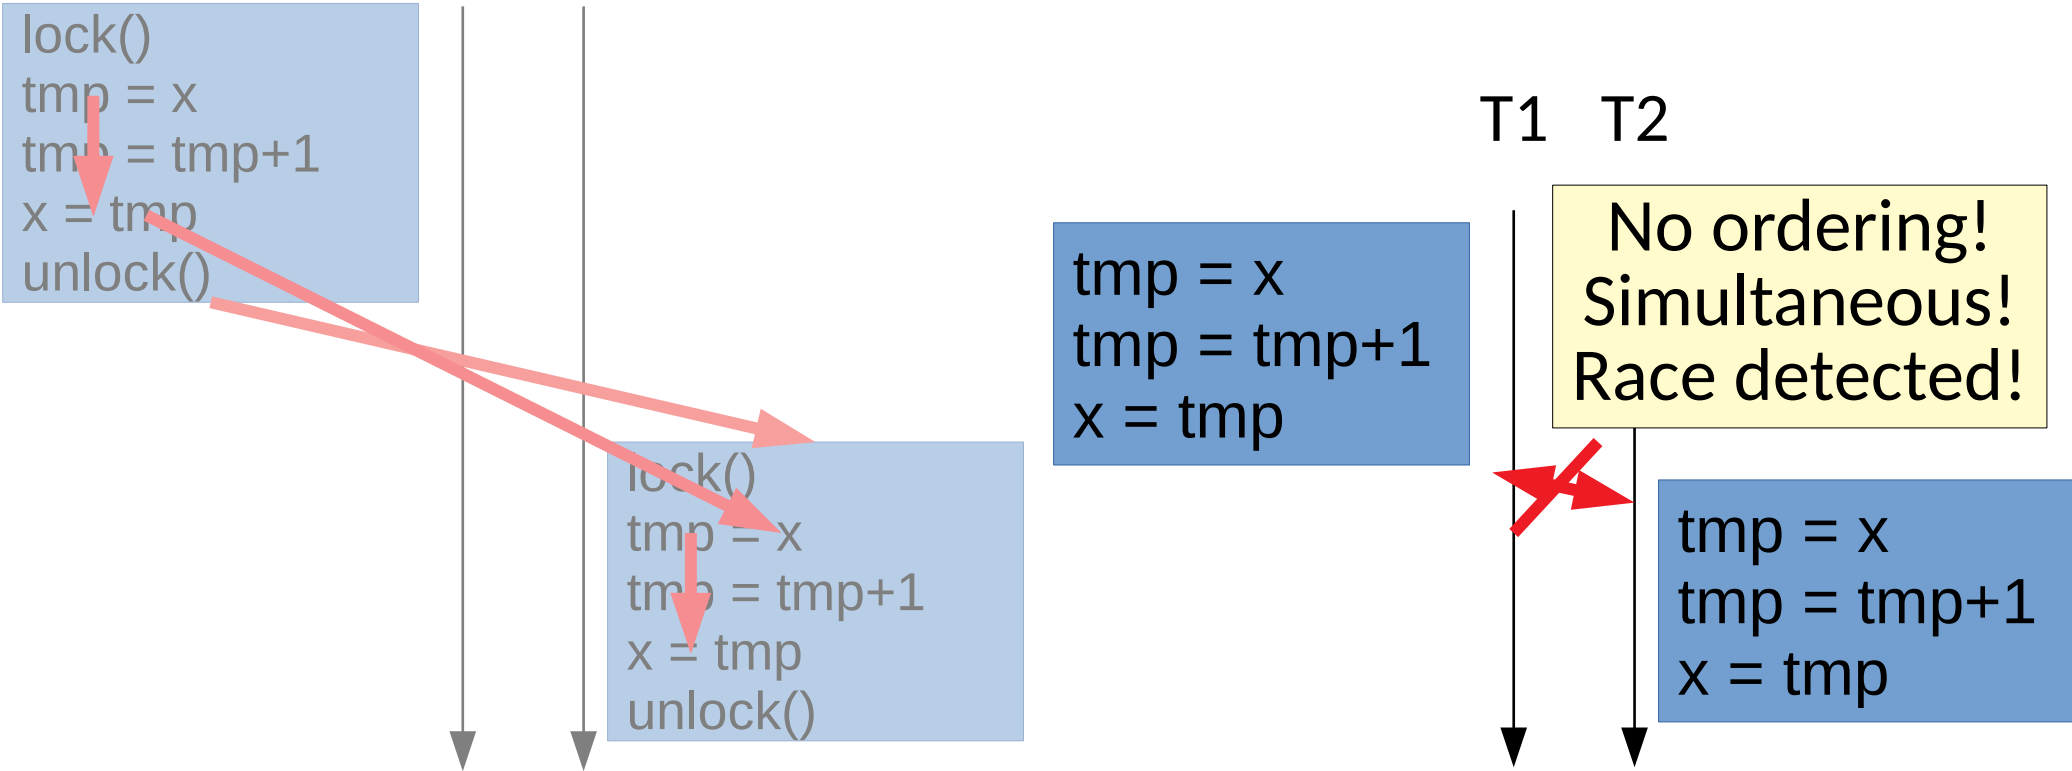 lock()
tmp = x
tmp = tmp+1
x = tmp
unlock()
lock()
tmp = x
tmp = tmp+1
x = tmp
unlock()
T1 T2
tmp = x
tmp = tmp+1
x = tmp
No ordering!
Simultaneous!
Race detected!
tmp = x
tmp = tmp+1
x = tmp